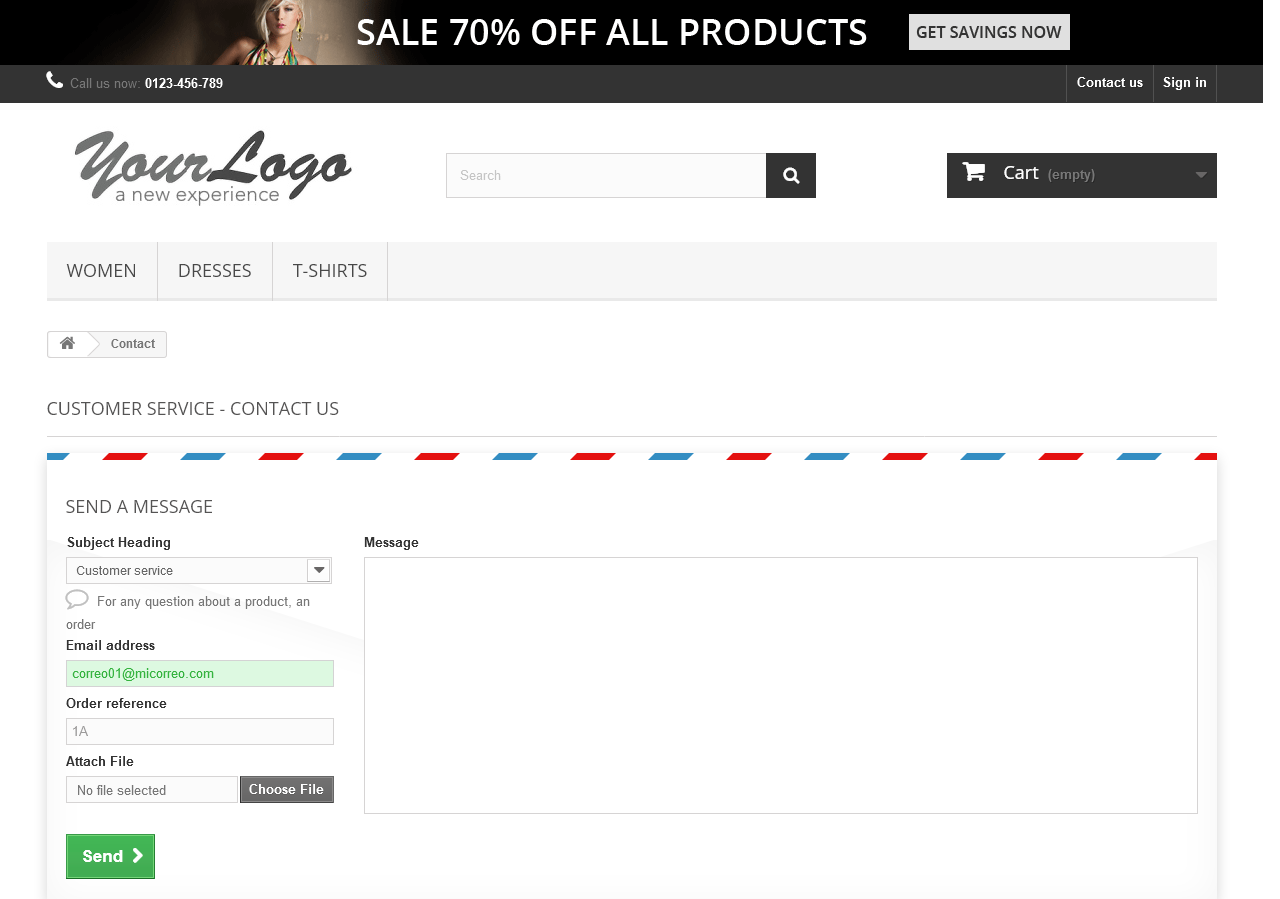 SALE 70% OFF ALL PRODUCTS GET SAVINGS NOW
Call us now: 0123-456-789 Contact us Sign in
YourLogo
a new experience
Search
Cart (empty)
WOMEN DRESSES T-SHIRTS
Contact
CUSTOMER SERVICE - CONTACT US
SEND A MESSAGE
Subject Heading
Customer service
For any question about a product, an
order
Email address
correo01@micorreo.com
Order reference
1A
Attach File
No file selected Choose File
Message
Send